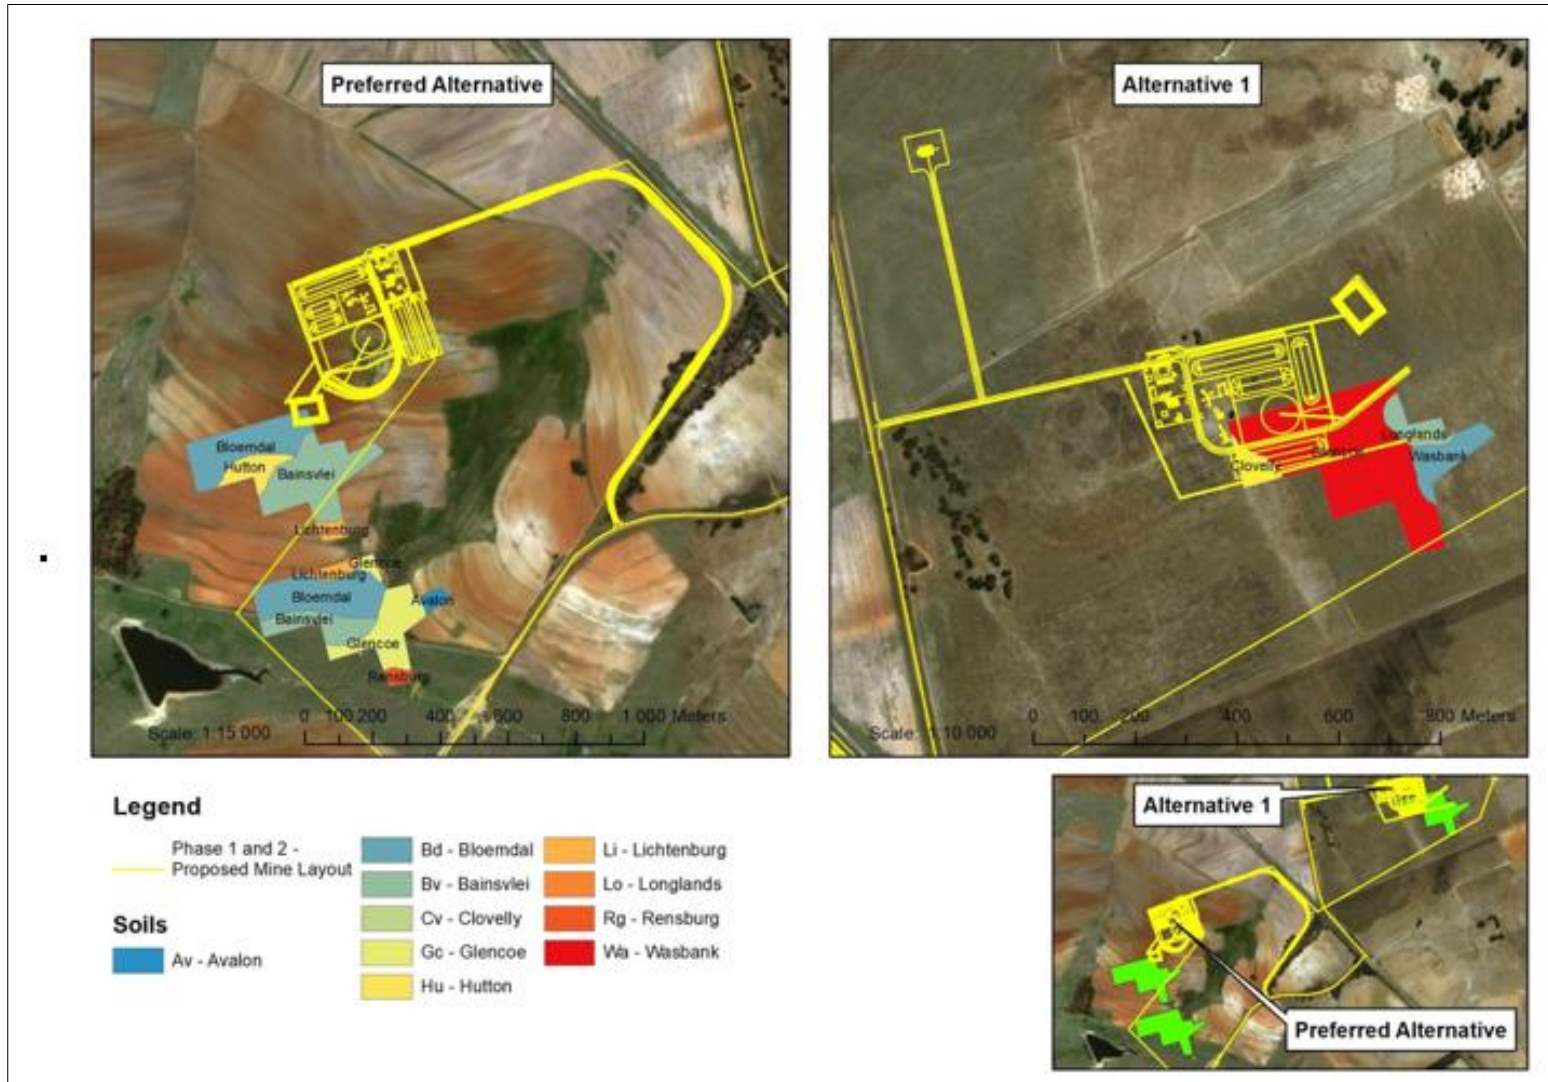 Preferred Alternative
Bloemdal
Hutton
Bainsvlei
Lichtenburg
Glencoe
Lichtenburg
Bloemdal
Avalon
Bainsvlei
Glencoe
Rensburg
0 100 200 400 600 800 1 000 Meters
Scale: 1:15 000
Alternative 1
Longlands
Wasbank
Clovelly
0 100 200 400 600 800 Meters
Scale: 1:10 000
Legend
Phase 1 and 2 -
Proposed Mine Layout
Soils
Av - Avalon
Bd - Bloemdal
Bv - Bainsvlei
Cv - Clovelly
Gc - Glencoe
Hu - Hutton
Li - Lichtenburg
Lo - Longlands
Rg - Rensburg
Wa - Wasbank
Alternative 1
Preferred Alternative